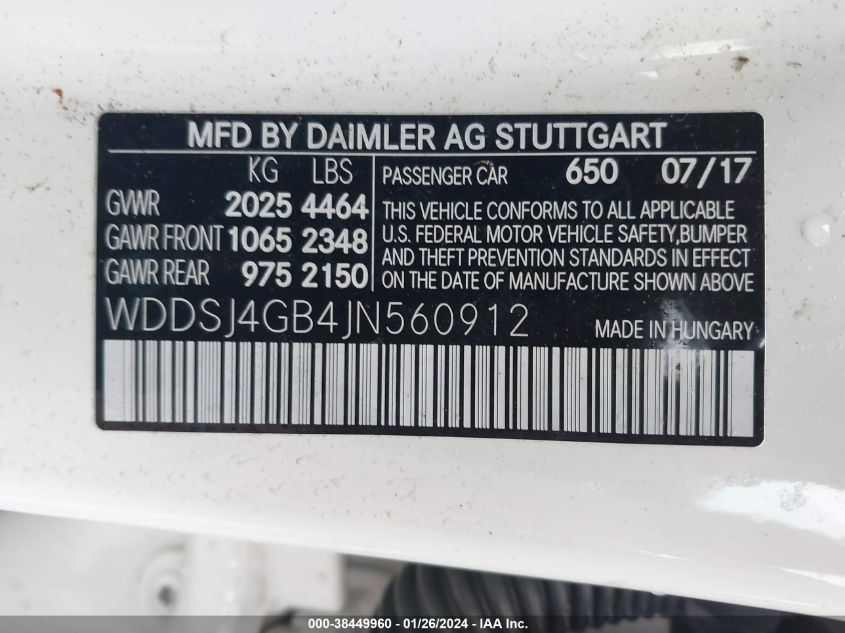 MFD BY DAIMLER AG STUTTGART
KG LBS
GVWR 2025 4464
GAWR FRONT 1065 2348
GAWR REAR 975 2150
PASSENGER CAR 650 07/17
THIS VEHICLE CONFORMS TO ALL APPLICABLE
U.S. FEDERAL MOTOR VEHICLE SAFETY,BUMPER
AND THEFT PREVENTION STANDARDS IN EFFECT
ON THE DATE OF MANUFACTURE SHOWN ABOVE
WDDSJ4GB4JN560912
MADE IN HUNGARY
000-38449960 - 01/26/2024 - IAA Inc.